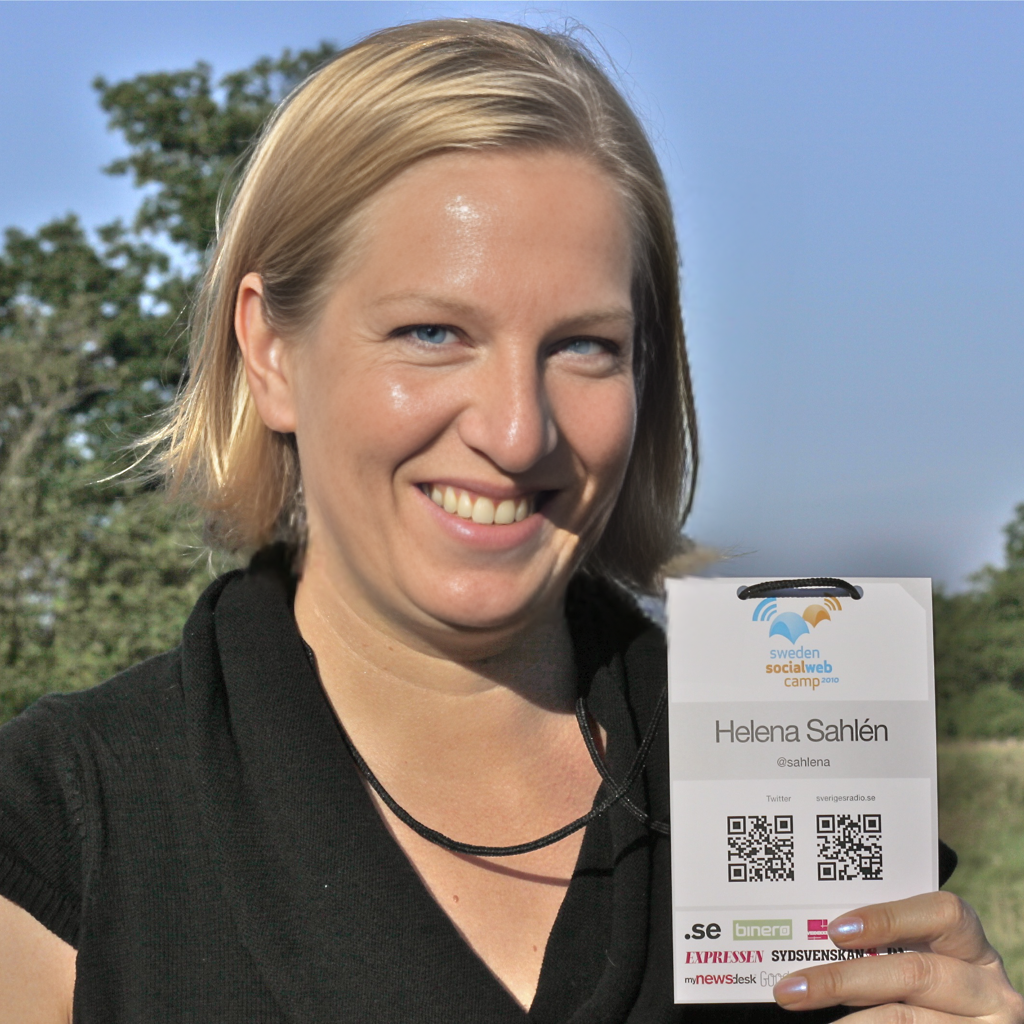 sweden
socialweb
camp 2010
Helena Sahlén
@sahlena
Twitter sverigesradio.se
.se binero
EXPRESSEN SYDSVENSKAN
mynewsdesk